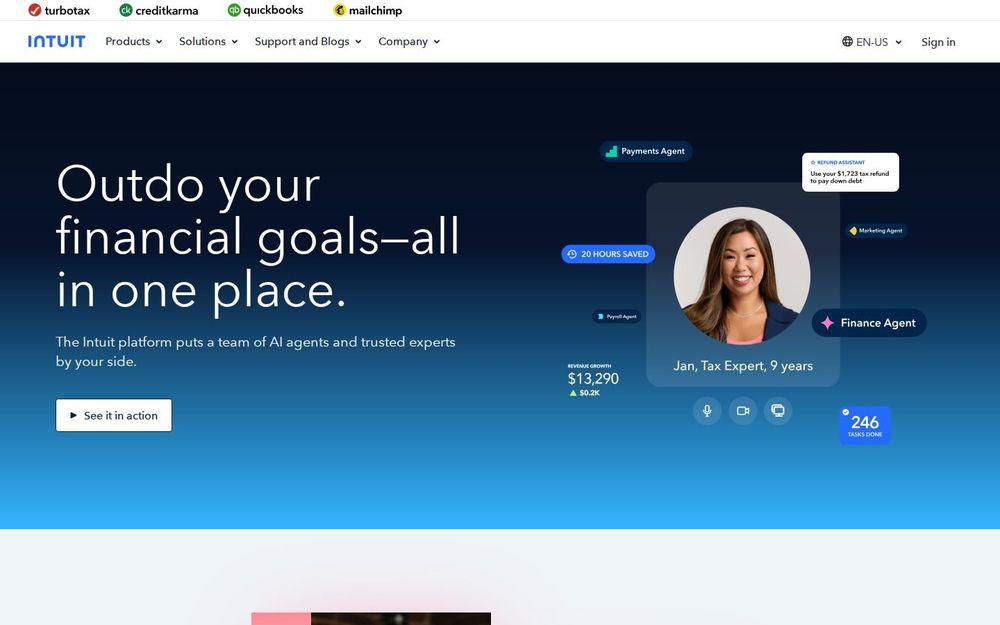 turbotax
creditkarma
quickbooks
mailchimp
INTUIT
Products
Solutions
Support and Blogs
Company
EN-US
Sign in
Outdo your
financial goals—all
in one place.
The Intuit platform puts a team of AI agents and trusted experts
by your side.
See it in action
Payments Agent
REFUND ASSISTANT
Use your $1,723 tax refund
to pay down debt
Marketing Agent
20 HOURS SAVED
Payroll Agent
Finance Agent
Jan, Tax Expert, 9 years
REVENUE GROWTH
$13,290
$0.2K
246
TASKS DONE